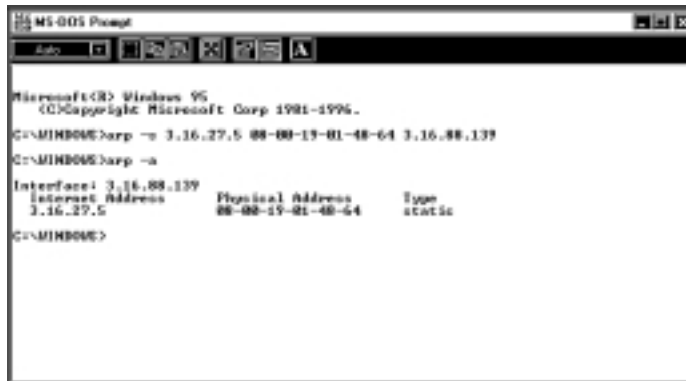 MS-DOS Prompt
Auto
A
Microsoft(R) Windows 95
(C)Copyright Microsoft Corp 1981-1996.
C:\WINDOWS>arp -s 3.16.27.5 08-00-19-01-48-64 3.16.88.139
C:\WINDOWS>arp -a
Interface: 3.16.88.139
Internet Address Physical Address Type
3.16.27.5 08-00-19-01-48-64 static
C:\WINDOWS>